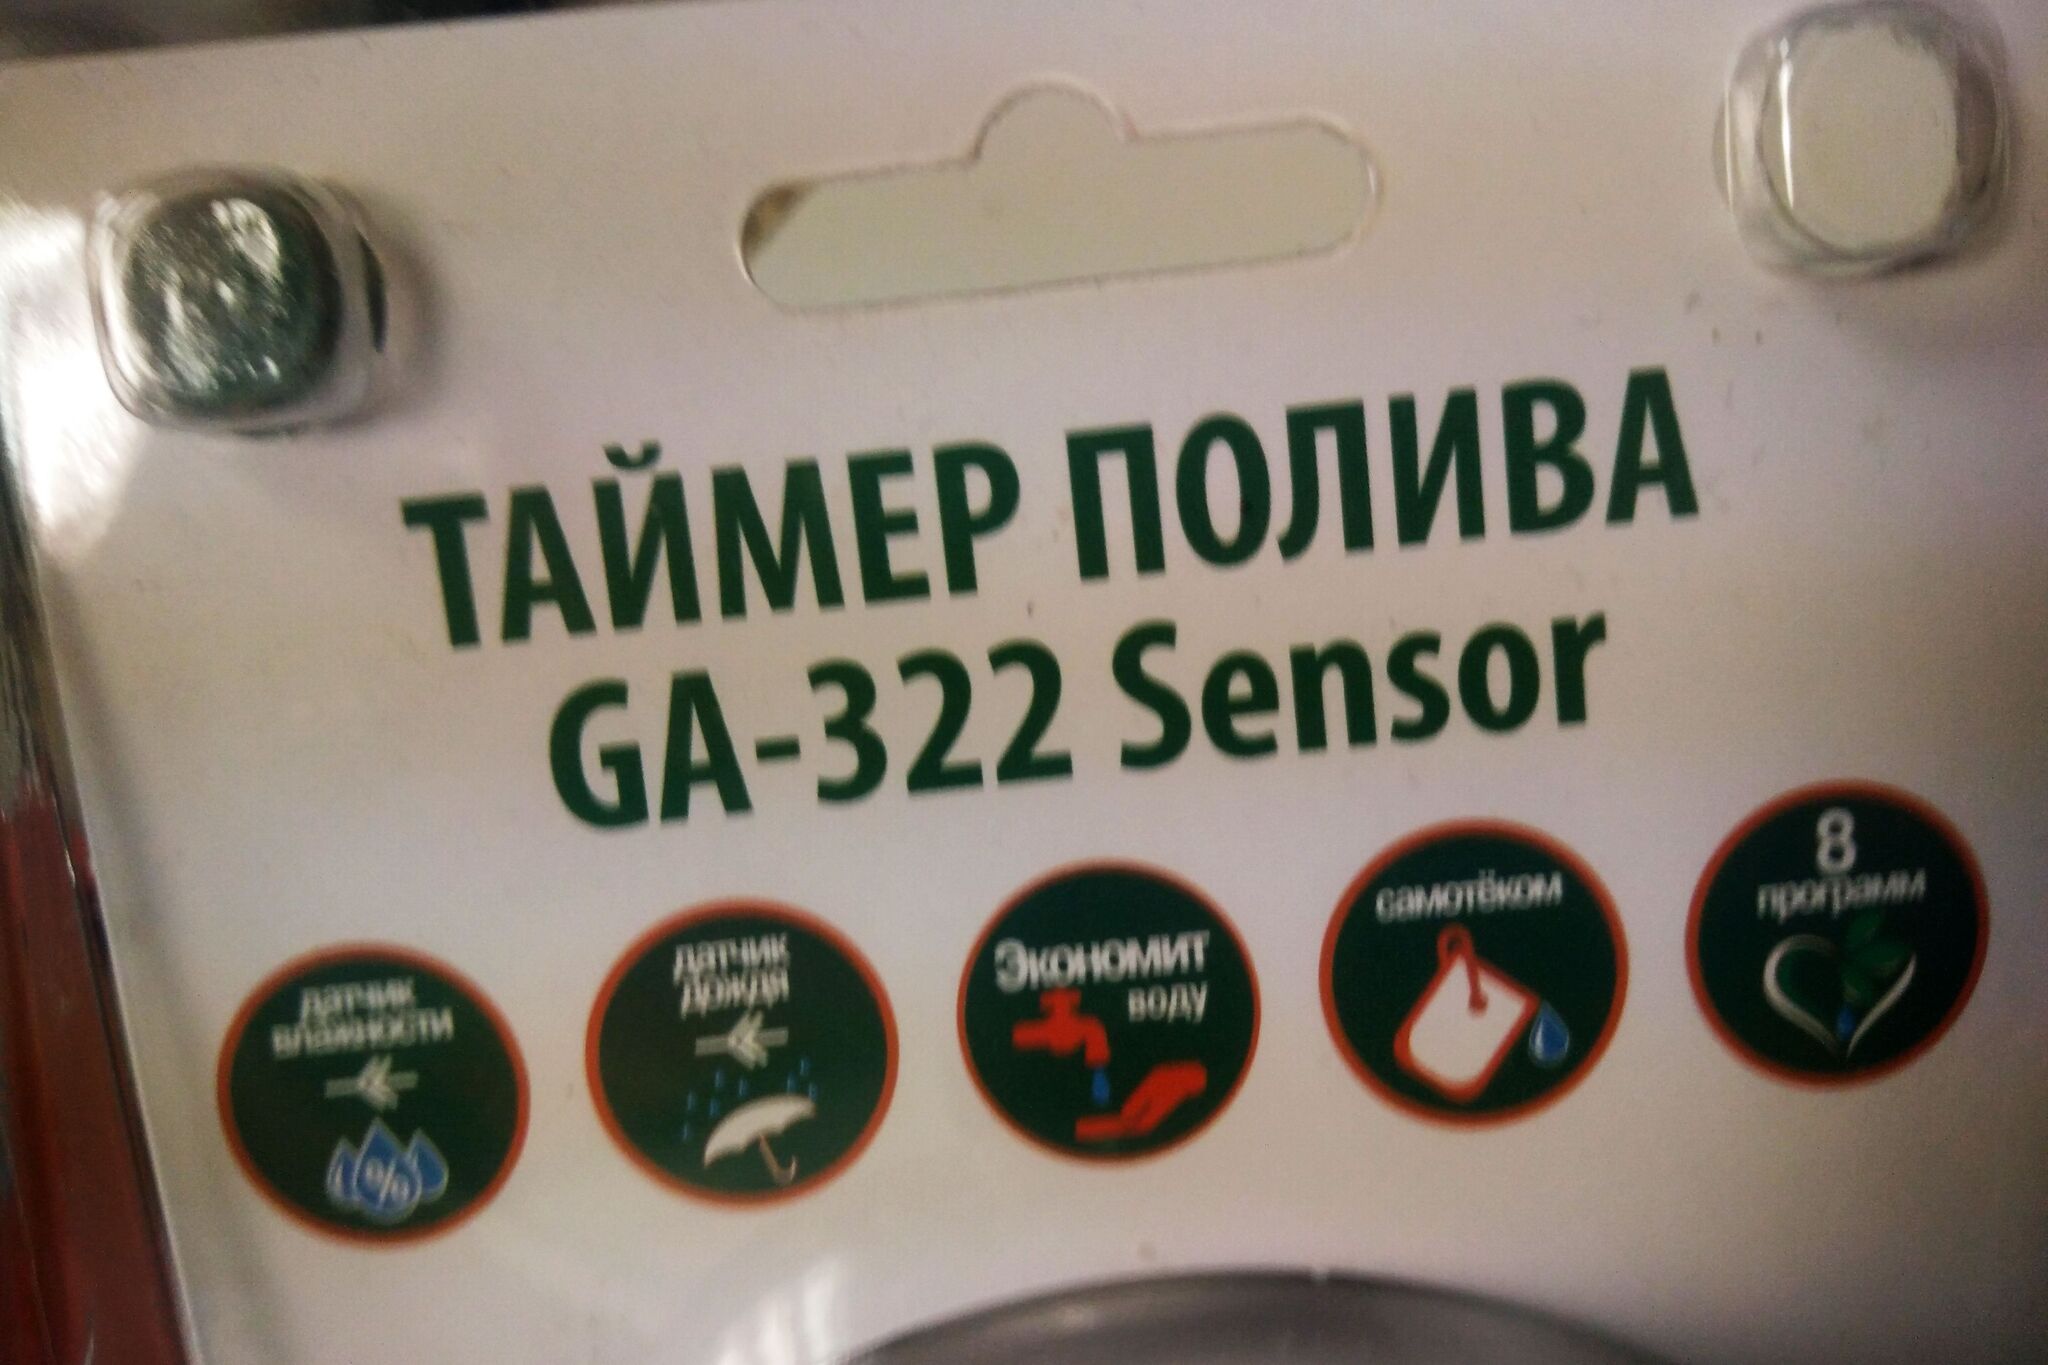 ТАЙМЕР ПОЛИВА
GA-322 Sensor
датчик
влажности
%
датчик
дождя
Экономит
воду
самотёком
8
программ